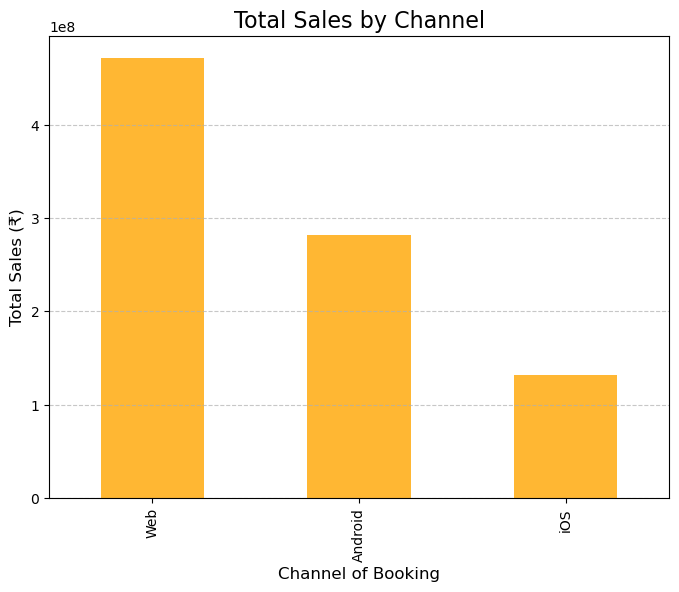 Total Sales by Channel
1e8
4
3
2
1
0
Total Sales (₹)
Web
Android
iOS
Channel of Booking